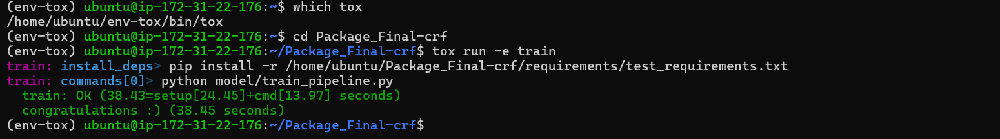 (env-tox) ubuntu@ip-172-31-22-176:~$ which tox
/home/ubuntu/env-tox/bin/tox
(env-tox) ubuntu@ip-172-31-22-176:~$ cd Package_Final-crf
(env-tox) ubuntu@ip-172-31-22-176:~/Package_Final-crf$ tox run -e train
train: install_deps> pip install -r /home/ubuntu/Package_Final-crf/requirements/test_requirements.txt
train: commands[0]> python model/train_pipeline.py
  train: OK (38.43=setup[24.45]+cmd[13.97] seconds)
  congratulations :) (38.45 seconds)
(env-tox) ubuntu@ip-172-31-22-176:~/Package_Final-crf$